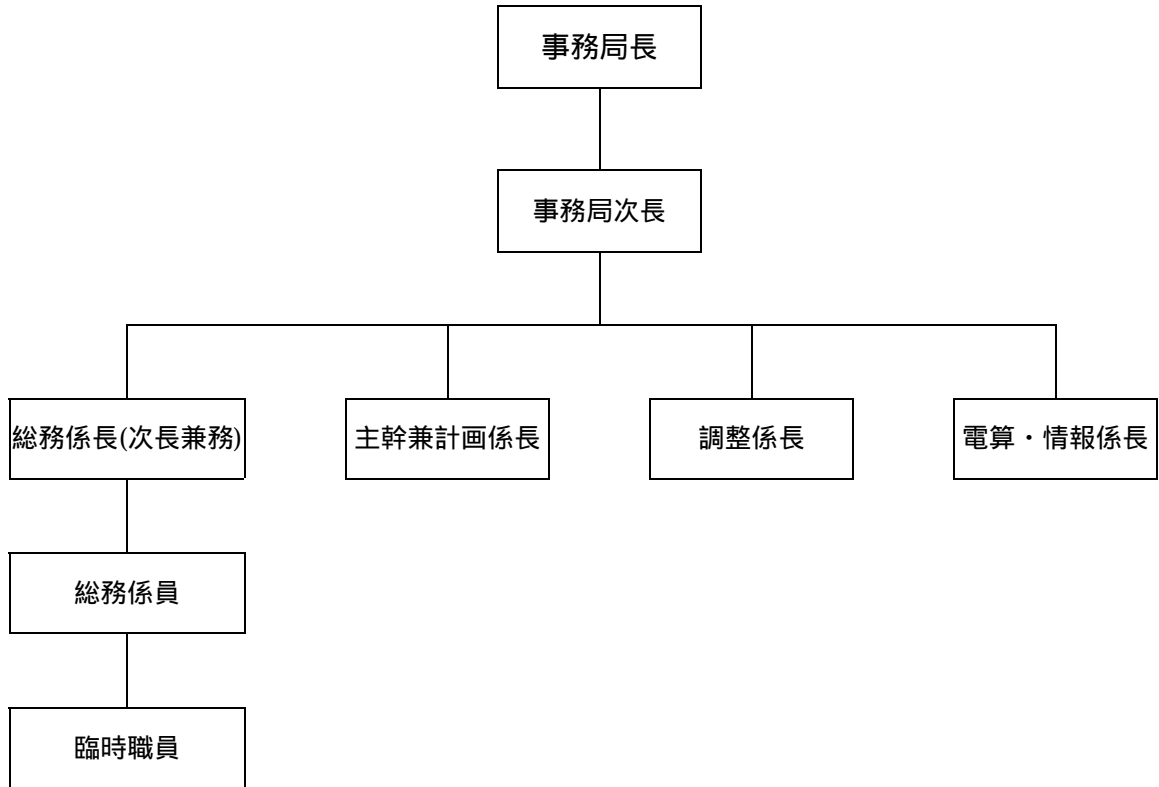 事務局長
事務局次長
総務係長(次長兼務)
主幹兼計画係長
調整係長
電算・情報係長
総務係員
臨時職員